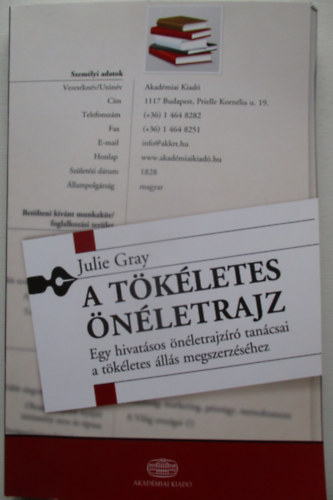 Személyi adatok
Vezetéknév/Utónév Akadémiai Kiadó
Cím 1117 Budapest, Prielle Kornélia u. 19.
Telefonszám (+36) 1 464 8282
Fax (+36) 1 464 8251
E-mail info@akkrt.hu
Honlap www.akadémiaikiadó.hu
Születési dátum 1828
Állampolgárság magyar
Betölteni kívánt munkakör/
foglalkozási terület
Julie Gray
A TÖKÉLETES
ÖNÉLETRAJZ
Egy hivatásos önéletrajzíró tanácsai
a tökéletes állás megszerzéséhez
AKADÉMIAI KIADÓ